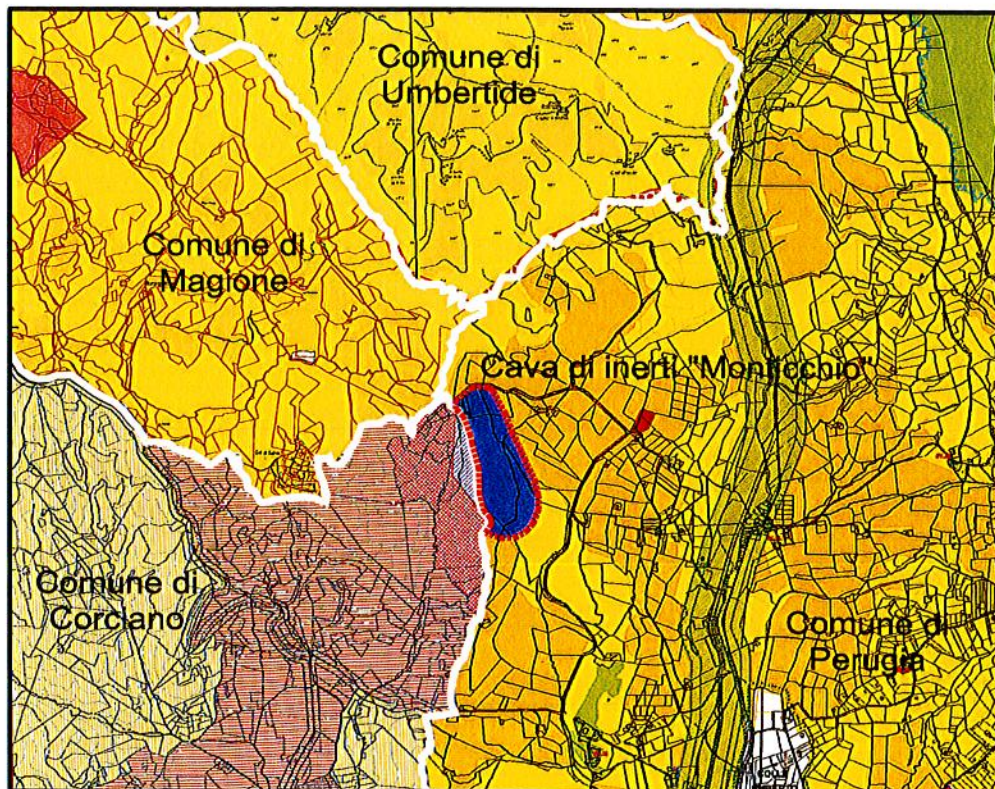 Comune di
Umbertide
Comune di
Magione
Cava di inerti "Monticchio"
Comune di
Corciano
Comune di
Perugia